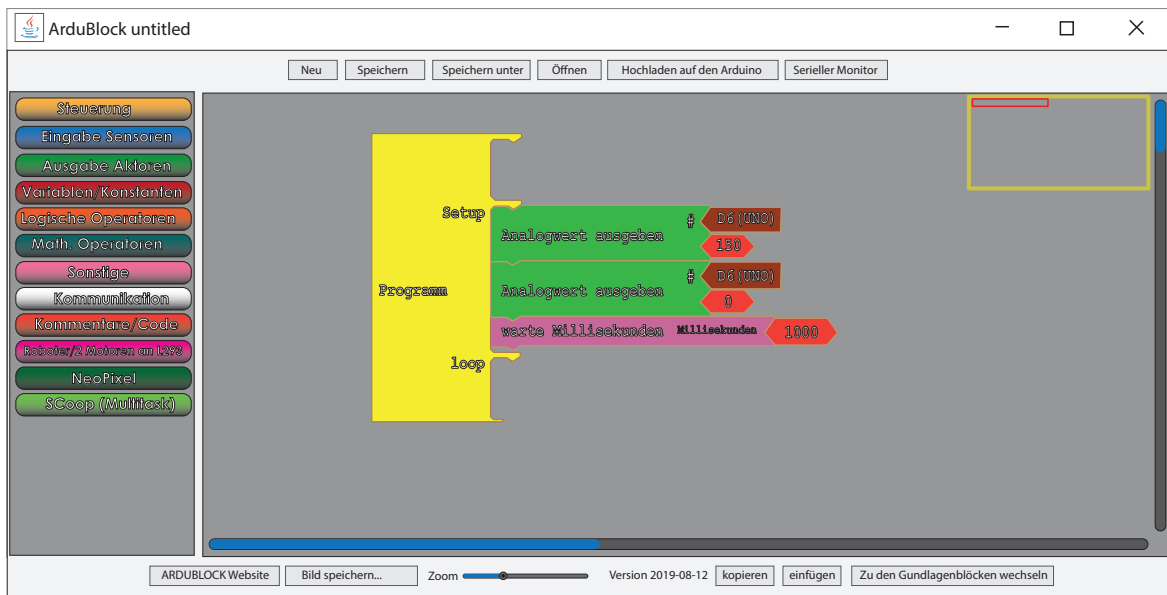 ArduBlock untitled
Neu Speichern Speichern unter Öffnen Hochladen auf den Arduino Serieller Monitor
Steuerung
Eingabe Sensoren
Ausgabe Aktoren
Variablen/Konstanten
Logische Operatoren
Math. Operatoren
Sonstige
Kommunikation
Kommentare/Code
Roboter/2 Motoren an L293
NeoPixel
SCoop (Multitask)
Programm
Setup
Analogwert ausgeben # D6(UNO)
150
Analogwert ausgeben # D6(UNO)
0
warte Millisekunden Millisekunden 1000
loop
ARDUBLOCK Website Bild speichern... Zoom Version 2019-08-12 kopieren einfügen Zu den Gundlagenblöcken wechseln